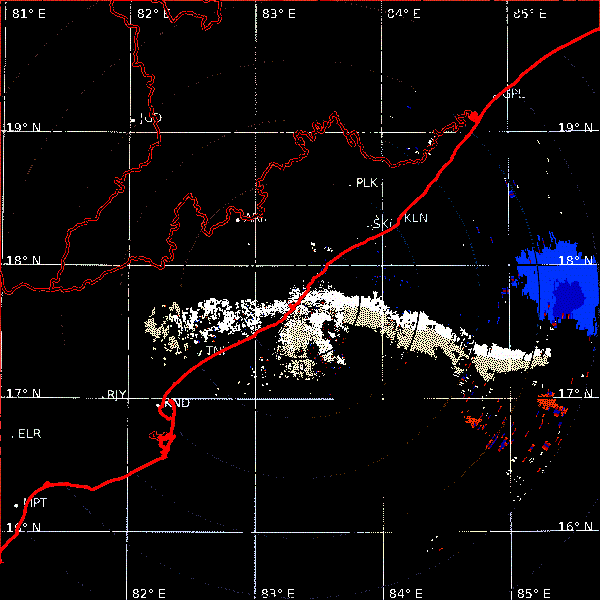 81° E 82° E 83° E 84° E 85° E
GPL
JGD
19° N 19° N
PLK
KLN
SKL
18° N 18° N
TNI
17° N 17° N
RJY KND
ELR
MPT
16° N 16° N
82° E 83° E 84° E 85° E